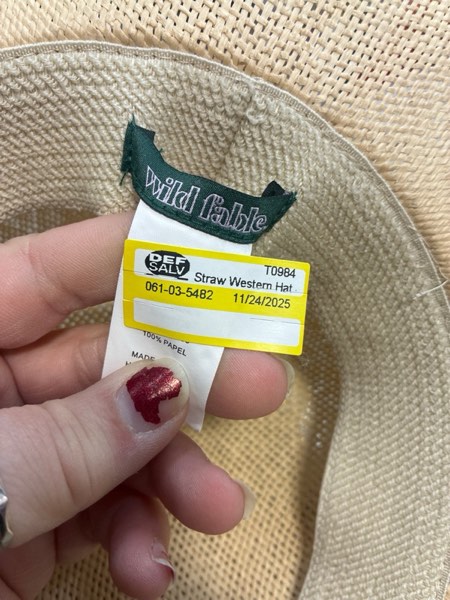 wild fable
DEF
SALV
T0984
Straw Western Hat
061-03-5482 11/24/2025
100% PAPEL
MADE